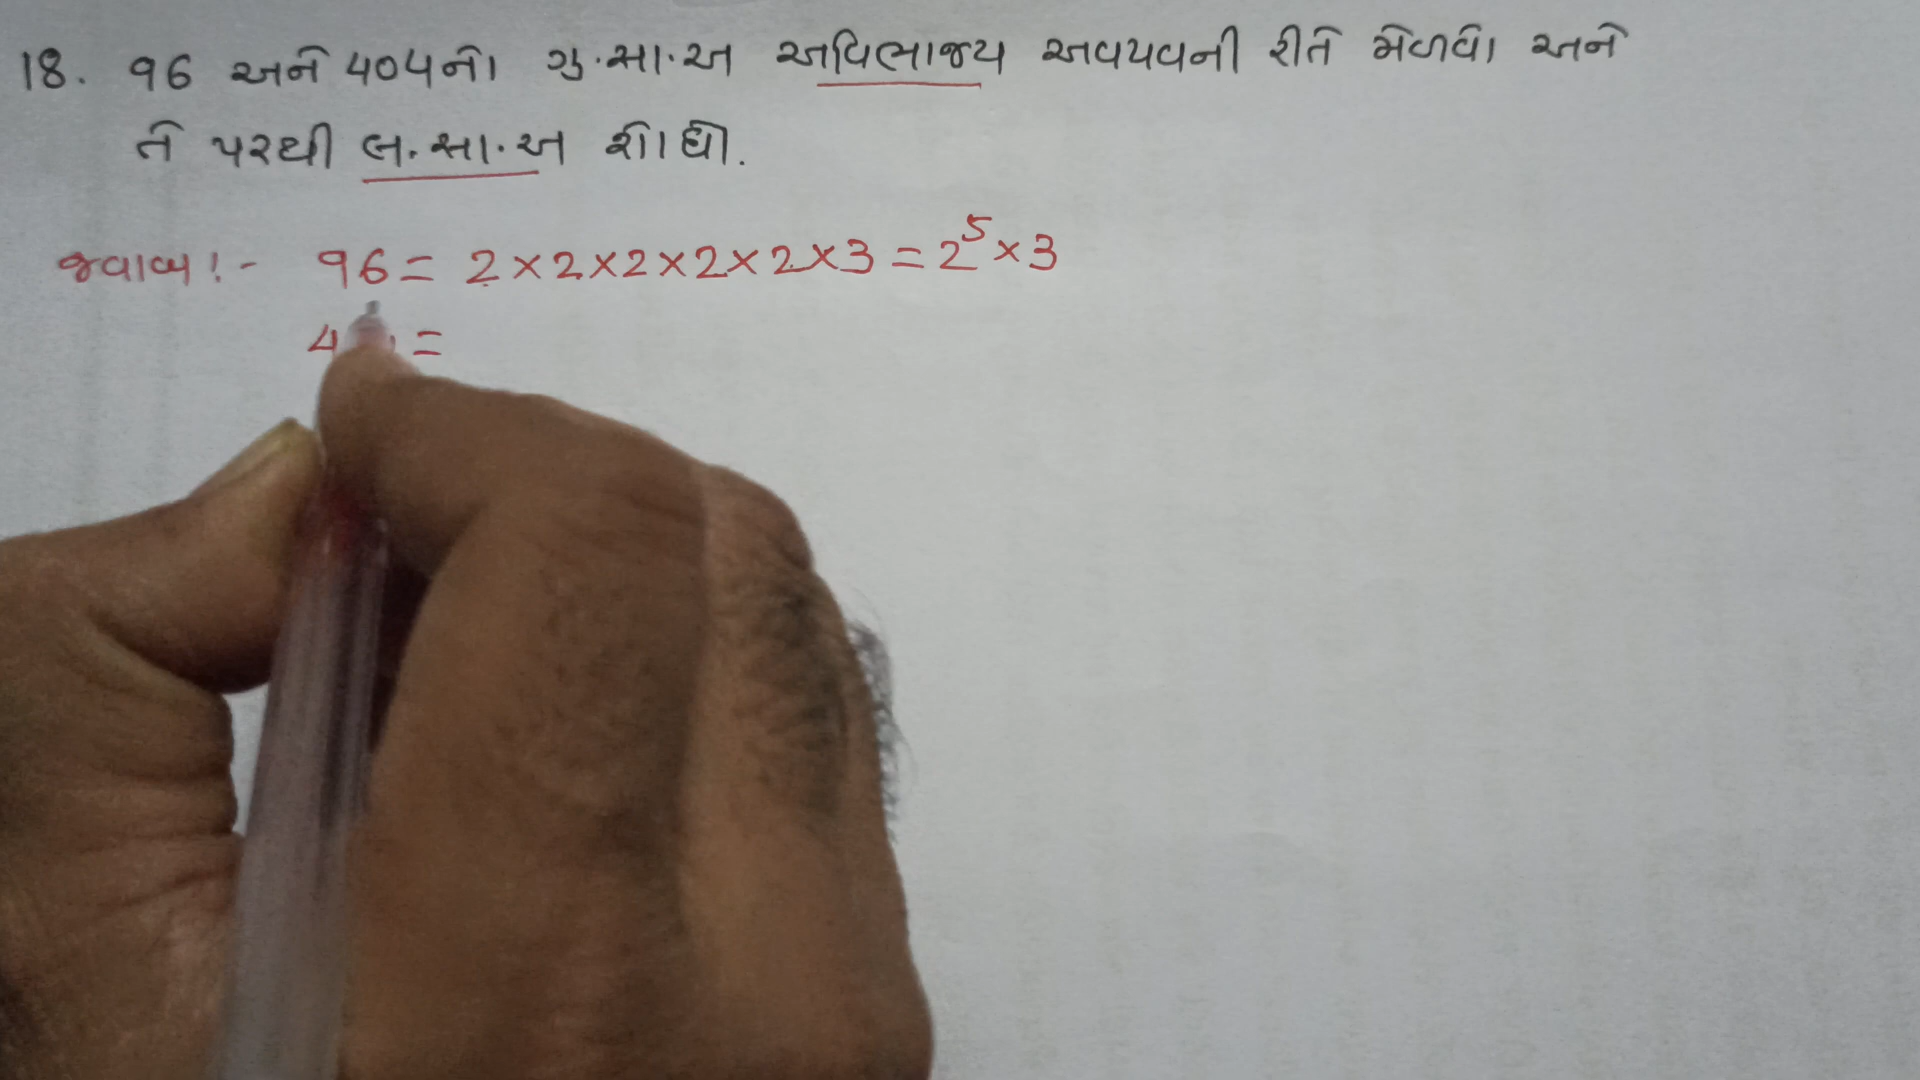 18. 96 અને 404નો ગુ.સા.અ અવિભાજ્ય અવયવની રીતે મેળવો અને
તે પરથી લ.સા.અ શોધો.
જવાબ :- 96 = 2×2×2×2×2×3 = 2⁵×3
4 =